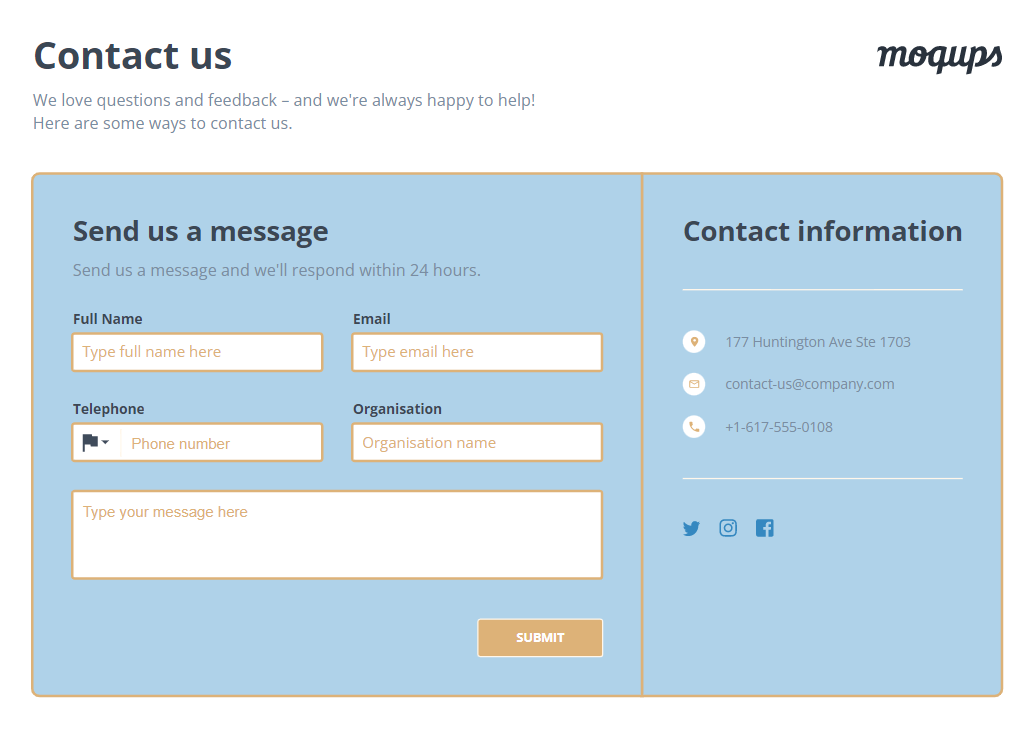 Contact us
moqups
We love questions and feedback – and we're always happy to help!
Here are some ways to contact us.
Send us a message
Send us a message and we'll respond within 24 hours.
Full Name
Type full name here
Email
Type email here
Telephone
Phone number
Organisation
Organisation name
Type your message here
SUBMIT
Contact information
177 Huntington Ave Ste 1703
contact-us@company.com
+1-617-555-0108